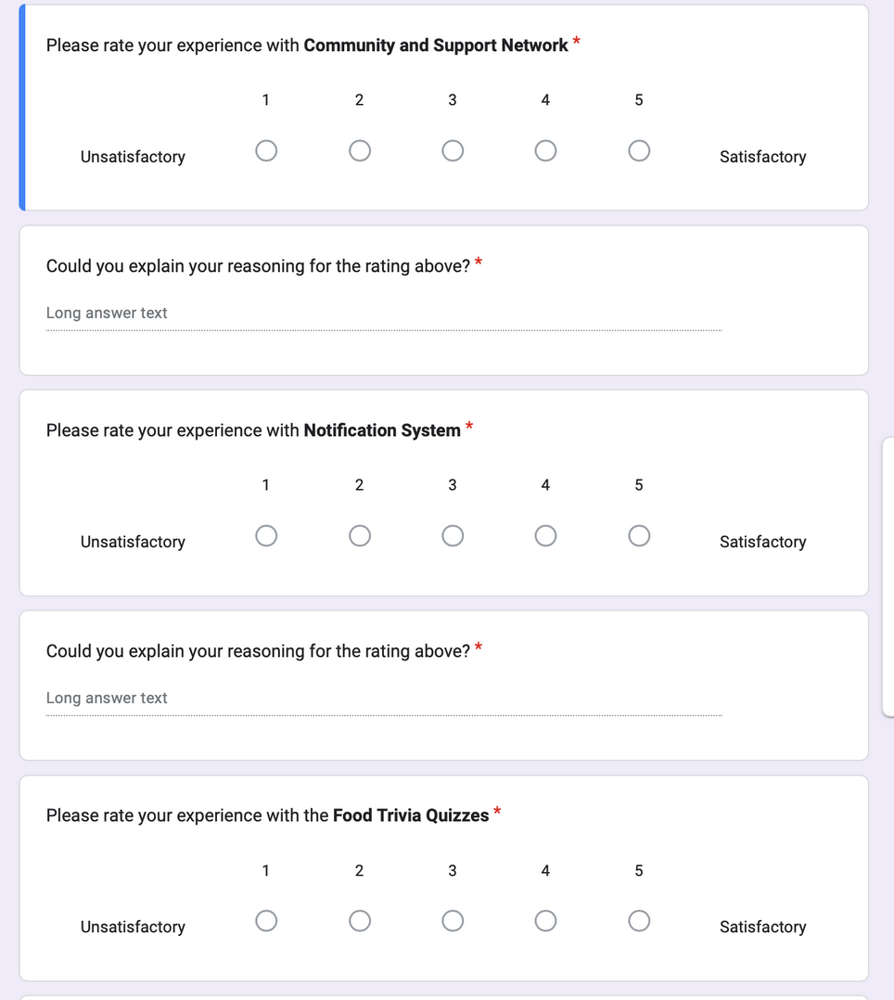 Please rate your experience with Community and Support Network *
1 2 3 4 5
Unsatisfactory Satisfactory
Could you explain your reasoning for the rating above? *
Long answer text
Please rate your experience with Notification System *
1 2 3 4 5
Unsatisfactory Satisfactory
Could you explain your reasoning for the rating above? *
Long answer text
Please rate your experience with the Food Trivia Quizzes *
1 2 3 4 5
Unsatisfactory Satisfactory